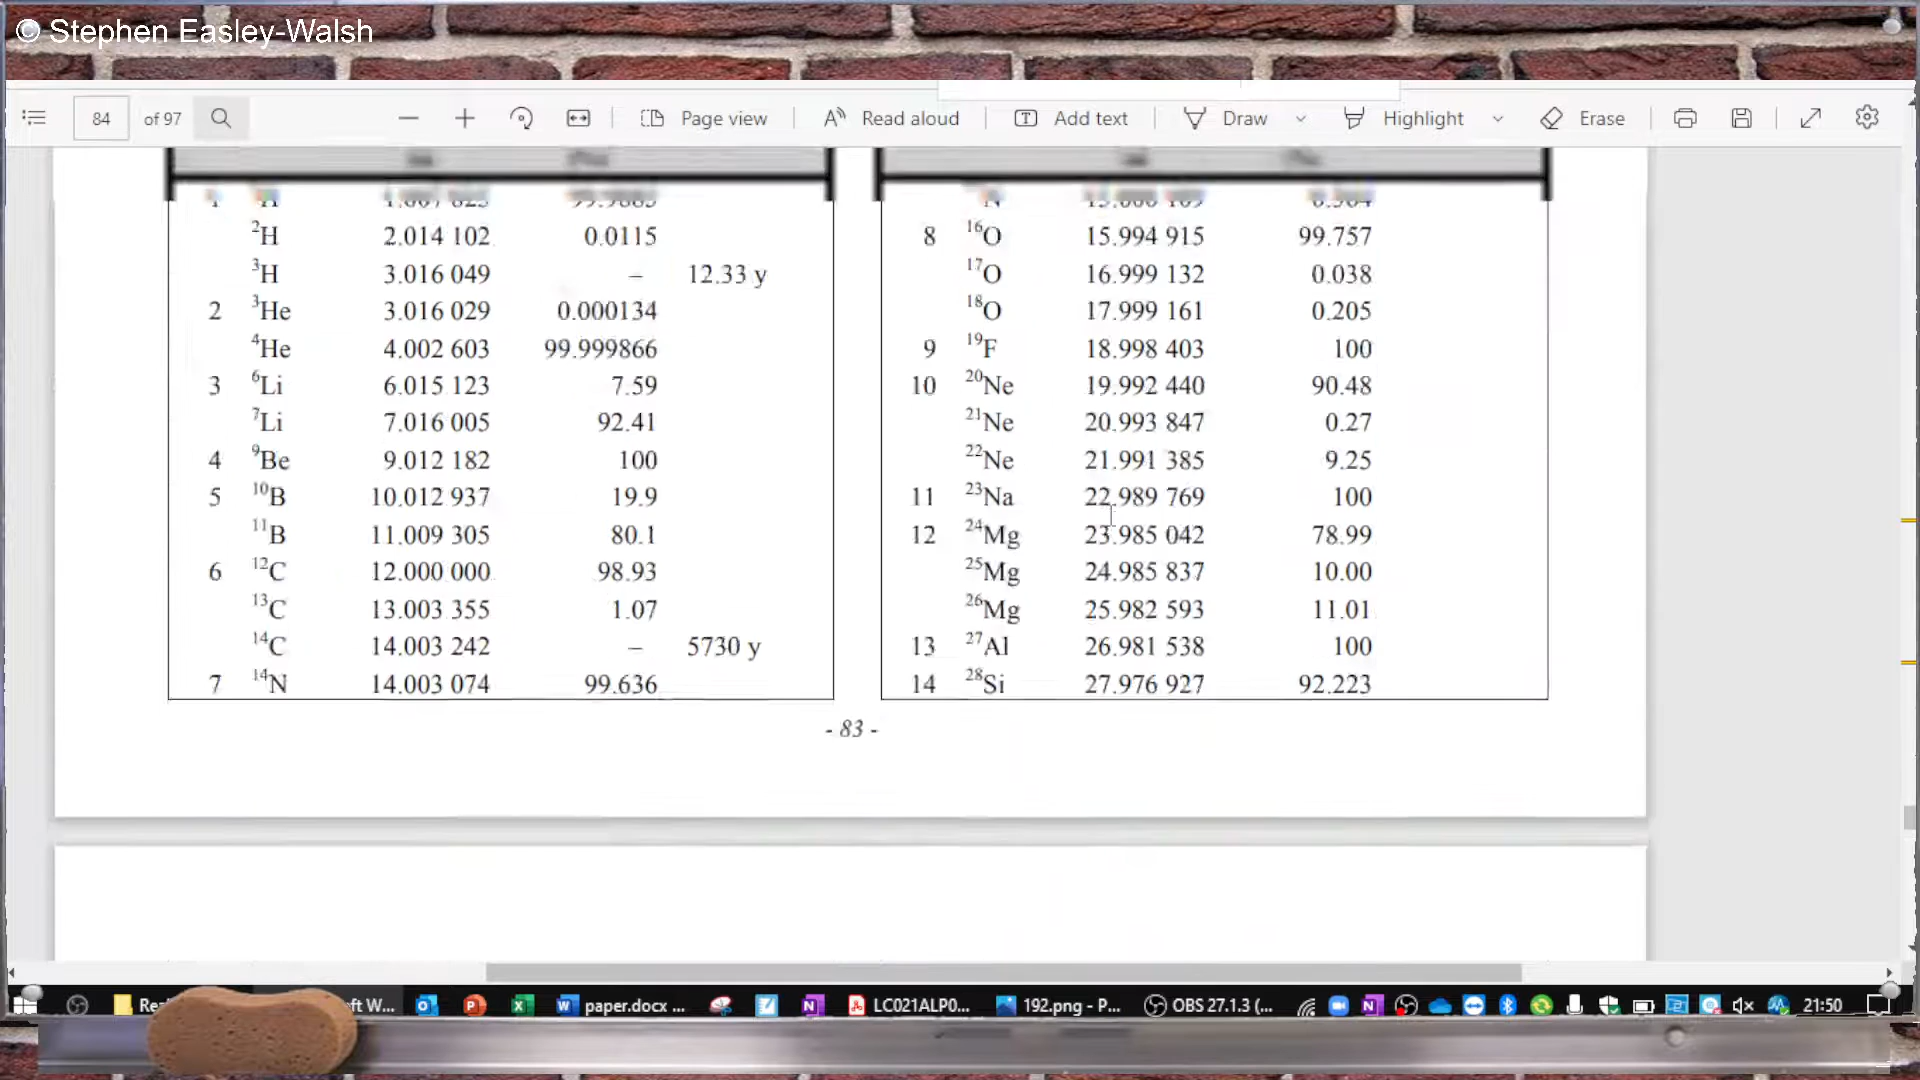 © Stephen Easley-Walsh
84 of 97 Page view Read aloud Add text Draw Highlight Erase
²H 2.014 102 0.0115
³H 3.016 049 – 12.33 y
2 ³He 3.016 029 0.000134
⁴He 4.002 603 99.999866
3 ⁶Li 6.015 123 7.59
⁷Li 7.016 005 92.41
4 ⁹Be 9.012 182 100
5 ¹⁰B 10.012 937 19.9
¹¹B 11.009 305 80.1
6 ¹²C 12.000 000 98.93
¹³C 13.003 355 1.07
¹⁴C 14.003 242 – 5730 y
7 ¹⁴N 14.003 074 99.636
8 ¹⁶O 15.994 915 99.757
¹⁷O 16.999 132 0.038
¹⁸O 17.999 161 0.205
9 ¹⁹F 18.998 403 100
10 ²⁰Ne 19.992 440 90.48
²¹Ne 20.993 847 0.27
²²Ne 21.991 385 9.25
11 ²³Na 22.989 769 100
12 ²⁴Mg 23.985 042 78.99
²⁵Mg 24.985 837 10.00
²⁶Mg 25.982 593 11.01
13 ²⁷Al 26.981 538 100
14 ²⁸Si 27.976 927 92.223
- 83 -
Rea ft W... paper.docx ... LC021ALP0... 192.png - P... OBS 27.1.3 (... 21:50